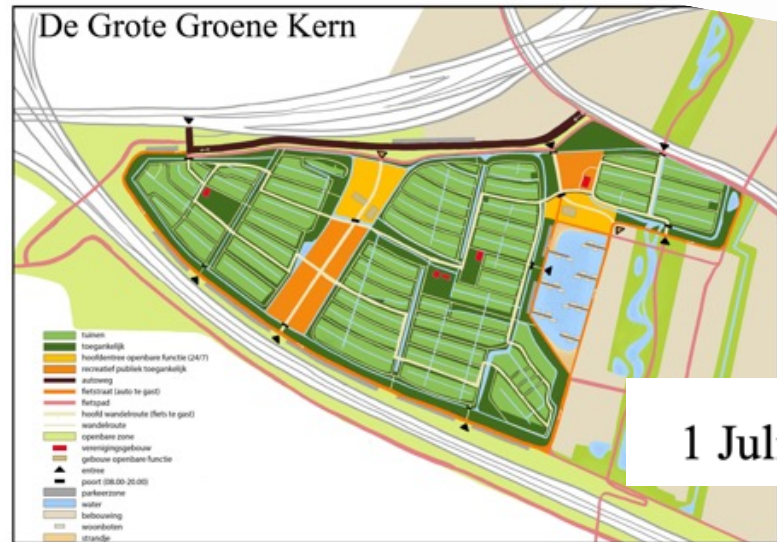 De Grote Groene Kern
tuinen
toegankelijk
hoofdentree openbare functie (24/7)
recreatief publiek toegankelijk
autoweg
fietstraat (auto te gast)
fietspad
hoofd wandelroute (fiets te gast)
wandelroute
openbare zone
verenigingsgebouw
gebouw openbare functie
entree
poort (08.00-20.00)
parkeerzone
water
bebouwing
woonboten
strandje
1 Jul